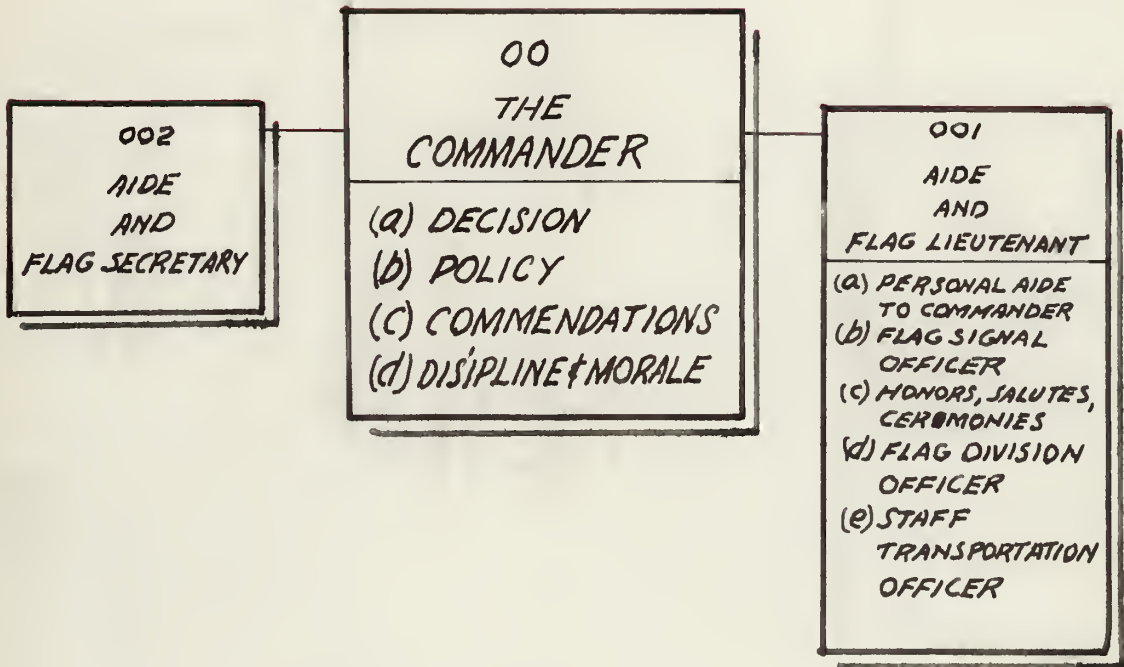 002
AIDE
AND
FLAG SECRETARY
00
THE
COMMANDER
(a) DECISION
(b) POLICY
(c) COMMENDATIONS
(d) DISIPLINE & MORALE
001
AIDE
AND
FLAG LIEUTENANT
(a) PERSONAL AIDE
TO COMMANDER
(b) FLAG SIGNAL
OFFICER
(c) HONORS, SALUTES,
CEREMONIES
(d) FLAG DIVISION
OFFICER
(e) STAFF
TRANSPORTATION
OFFICER